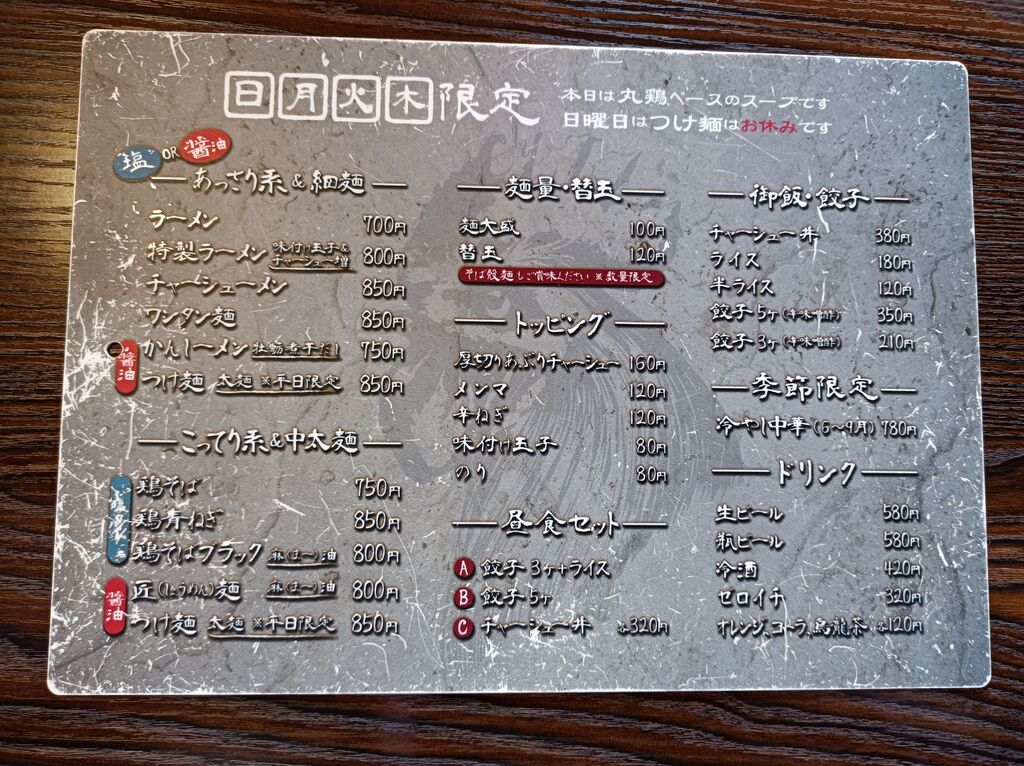 日月火木限定
本日は丸鶏ベースのスープです
日曜日はつけ麺はお休みです
塩 OR 醤油
あっさり系&細麺
ラーメン 700円
特製ラーメン 味付け玉子&チャーシュー増 800円
チャーシューメン 850円
ワンタン麺 850円
醤油
かんしーメン 牡蛎煮干だし 750円
つけ麺 太麺 ※平日限定 850円
こってり系&中太麺
鶏そば 750円
鶏青ねぎ 850円
鶏そばブラック 麻(まー)油 800円
醤油
匠(たうめん)麺 麻(まー)油 800円
つけ麺 太麺 ※平日限定 850円
麺量・替玉
麺大盛 100円
替玉 120円
そば殻麺もご賞味ください ※数量限定
トッピング
厚切りあぶりチャーシュー 160円
メンマ 120円
辛ねぎ 120円
味付け玉子 80円
のり 80円
昼食セット
A 餃子3ヶ+ライス
B 餃子5ヶ
C チャーシュー丼 各320円
御飯・餃子
チャーシュー丼 380円
ライス 180円
半ライス 120円
餃子5ヶ 350円
餃子3ヶ 210円
季節限定
冷やし中華(6〜9月) 780円
ドリンク
生ビール 580円
瓶ビール 580円
冷酒 420円
ゼロイチ 320円
オレンジ、コーラ、烏龍茶 各120円